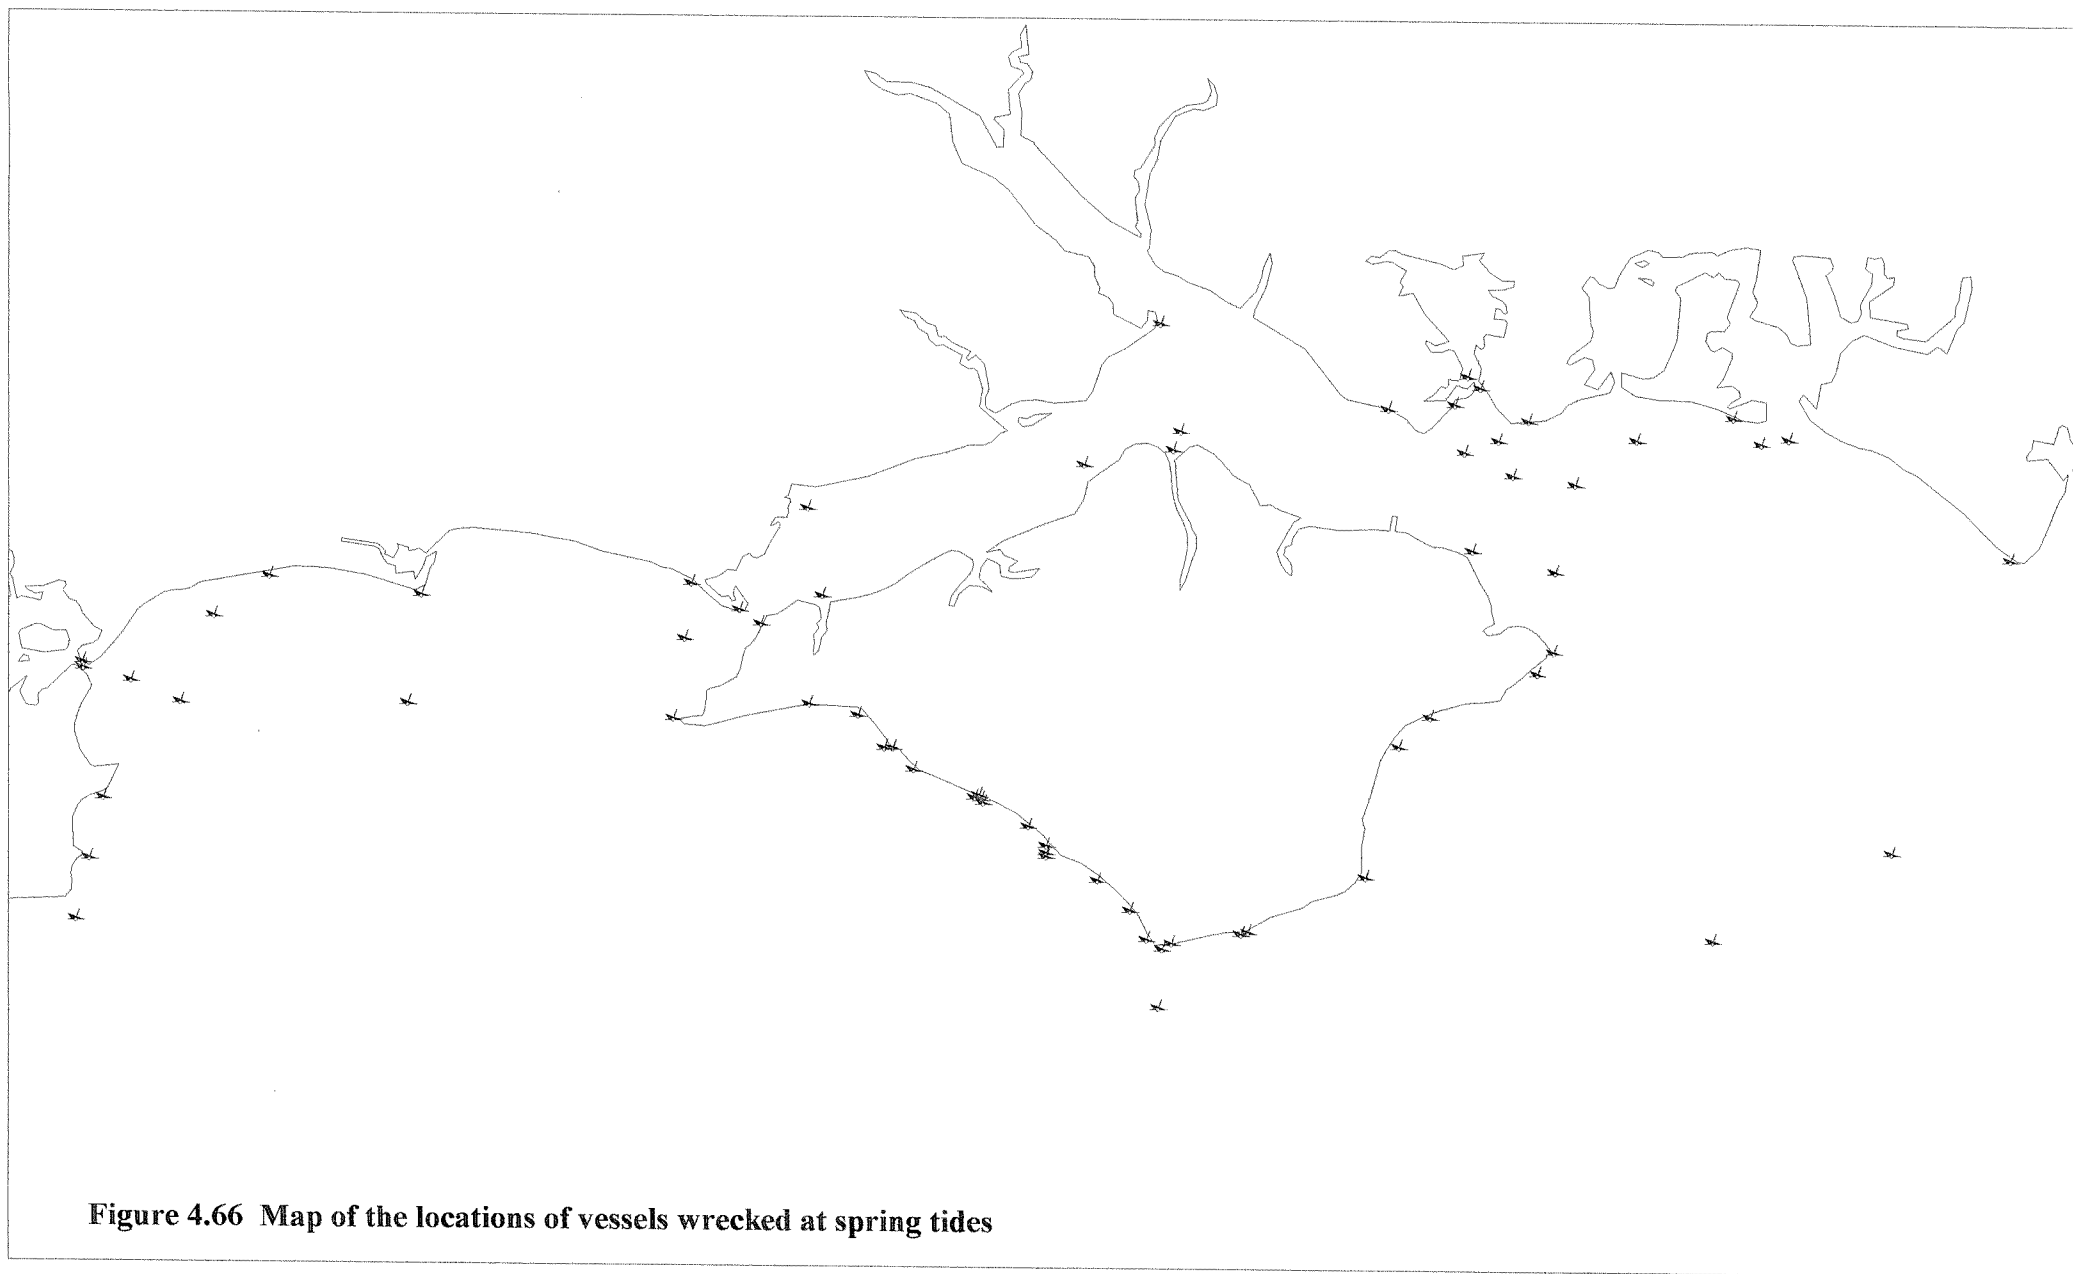 Figure 4.66 Map of the locations of vessels wrecked at spring tides